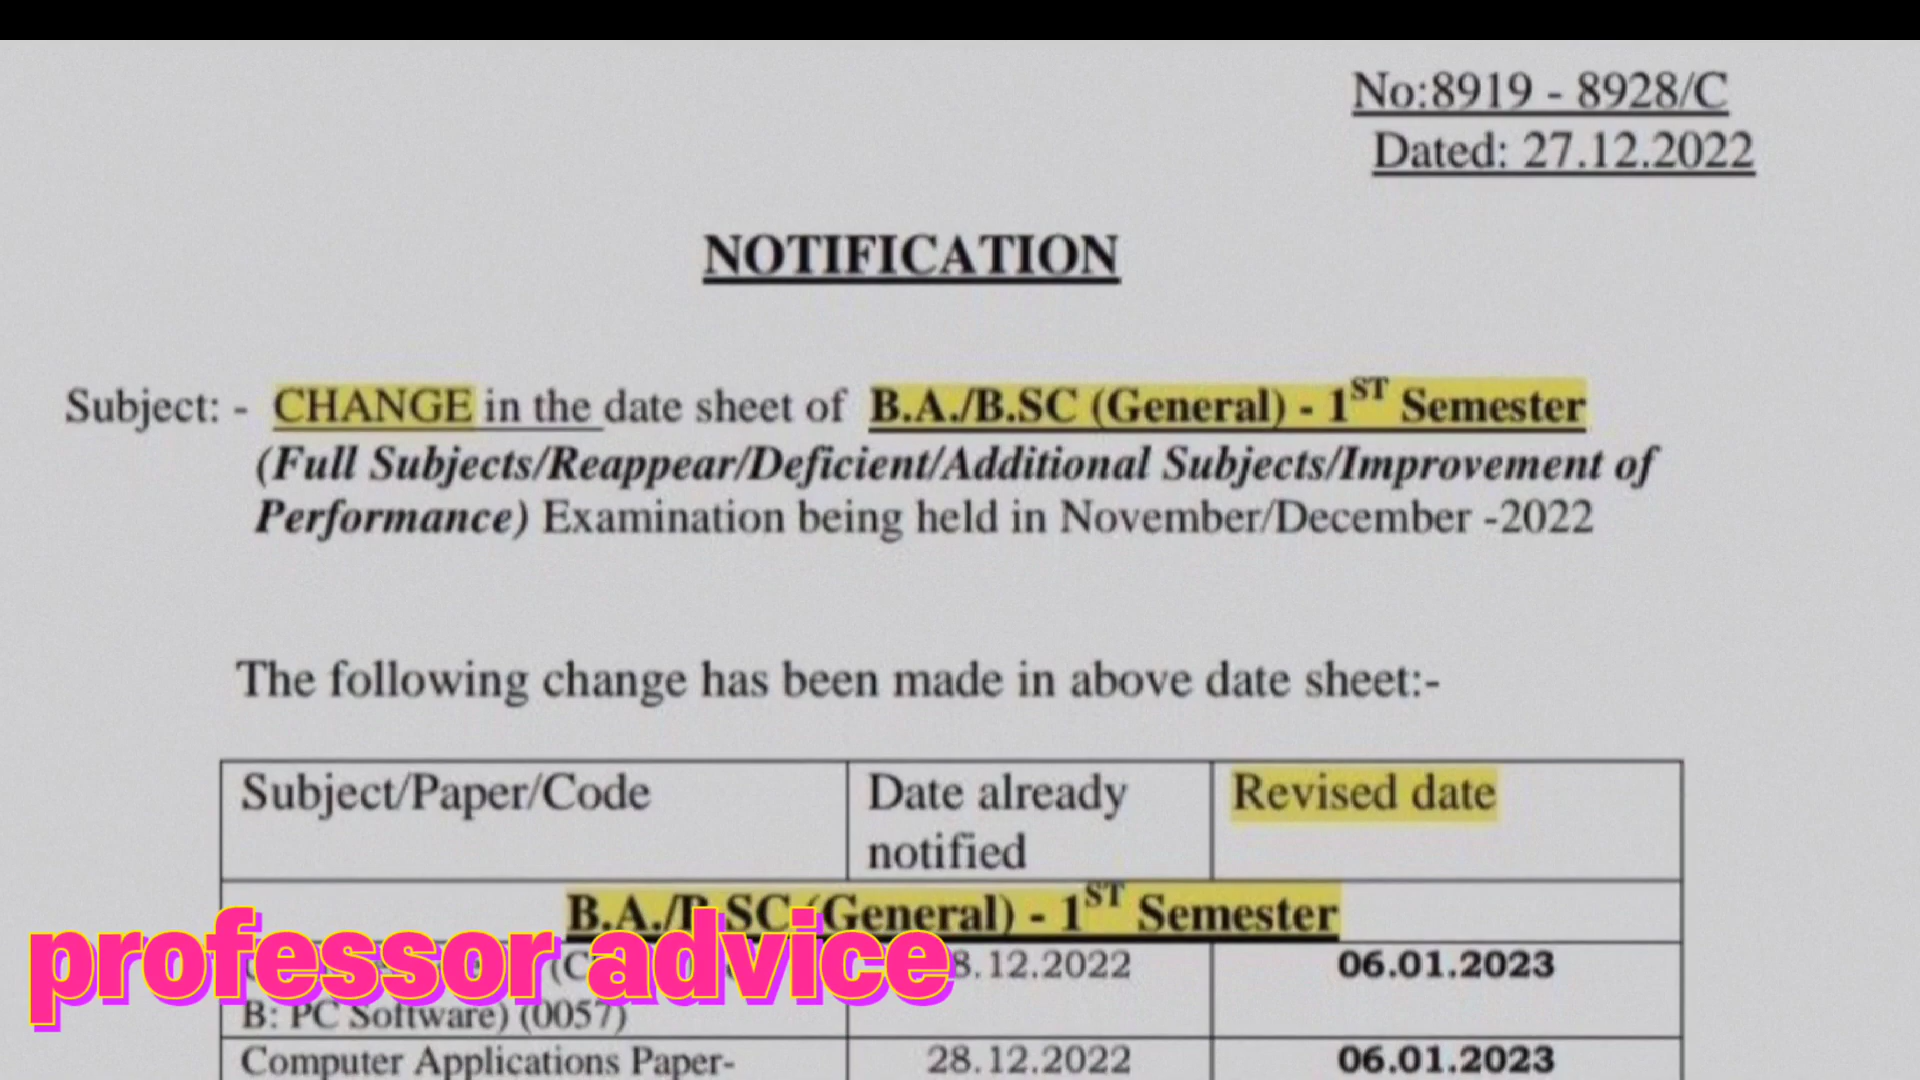 No:8919 - 8928/C
Dated: 27.12.2022
NOTIFICATION
Subject: - CHANGE in the date sheet of B.A./B.SC (General) - 1ST Semester
(Full Subjects/Reappear/Deficient/Additional Subjects/Improvement of
Performance) Examination being held in November/December -2022
The following change has been made in above date sheet:-
Subject/Paper/Code Date already notified Revised date
B.A./B.SC (General) - 1ST Semester
8.12.2022 06.01.2023
B: PC Software) (0057)
Computer Applications Paper- 28.12.2022 06.01.2023
professor advice